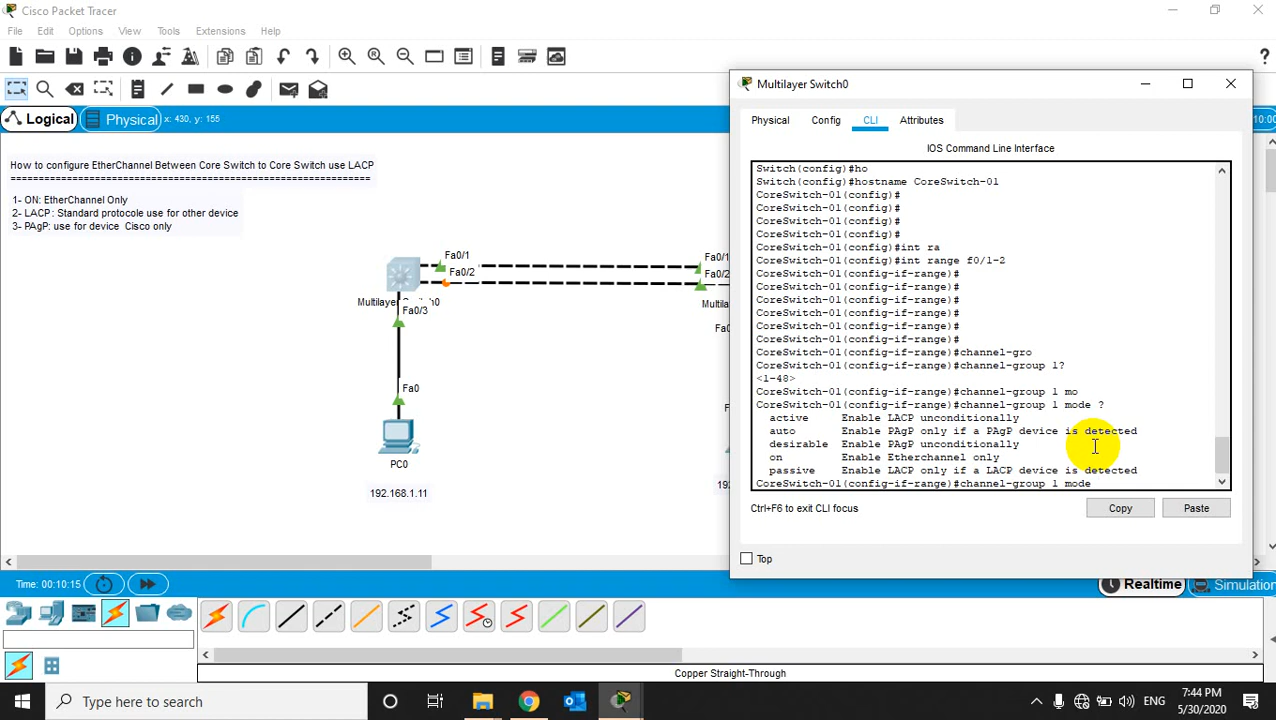 Cisco Packet Tracer
File Edit Options View Tools Extensions Help
Logical Physical x: 430, y: 155
How to configure EtherChannel Between Core Switch to Core Switch use LACP
=====================================================================
1- ON: EtherChannel Only
2- LACP: Standard protocole use for other device
3- PAgP: use for device Cisco only
Fa0/1
Fa0/2
Fa0/3
Fa0
PC0
192.168.1.11
Fa0/1
Fa0/2
Multilayer Switch0
Physical Config CLI Attributes
IOS Command Line Interface
Switch(config)#ho
Switch(config)#hostname CoreSwitch-01
CoreSwitch-01(config)#
CoreSwitch-01(config)#
CoreSwitch-01(config)#
CoreSwitch-01(config)#
CoreSwitch-01(config)#int ra
CoreSwitch-01(config)#int range f0/1-2
CoreSwitch-01(config-if-range)#
CoreSwitch-01(config-if-range)#
CoreSwitch-01(config-if-range)#
CoreSwitch-01(config-if-range)#
CoreSwitch-01(config-if-range)#
CoreSwitch-01(config-if-range)#
CoreSwitch-01(config-if-range)#channel-gro
CoreSwitch-01(config-if-range)#channel-group 1?
<1-48>
CoreSwitch-01(config-if-range)#channel-group 1 mo
CoreSwitch-01(config-if-range)#channel-group 1 mode ?
active Enable LACP unconditionally
auto Enable PAgP only if a PAgP device is detected
desirable Enable PAgP unconditionally
on Enable Etherchannel only
passive Enable LACP only if a LACP device is detected
CoreSwitch-01(config-if-range)#channel-group 1 mode
Ctrl+F6 to exit CLI focus
Copy Paste
Top
Time: 00:10:15
Realtime Simulation
Copper Straight-Through
Type here to search
ENG
7:44 PM
5/30/2020